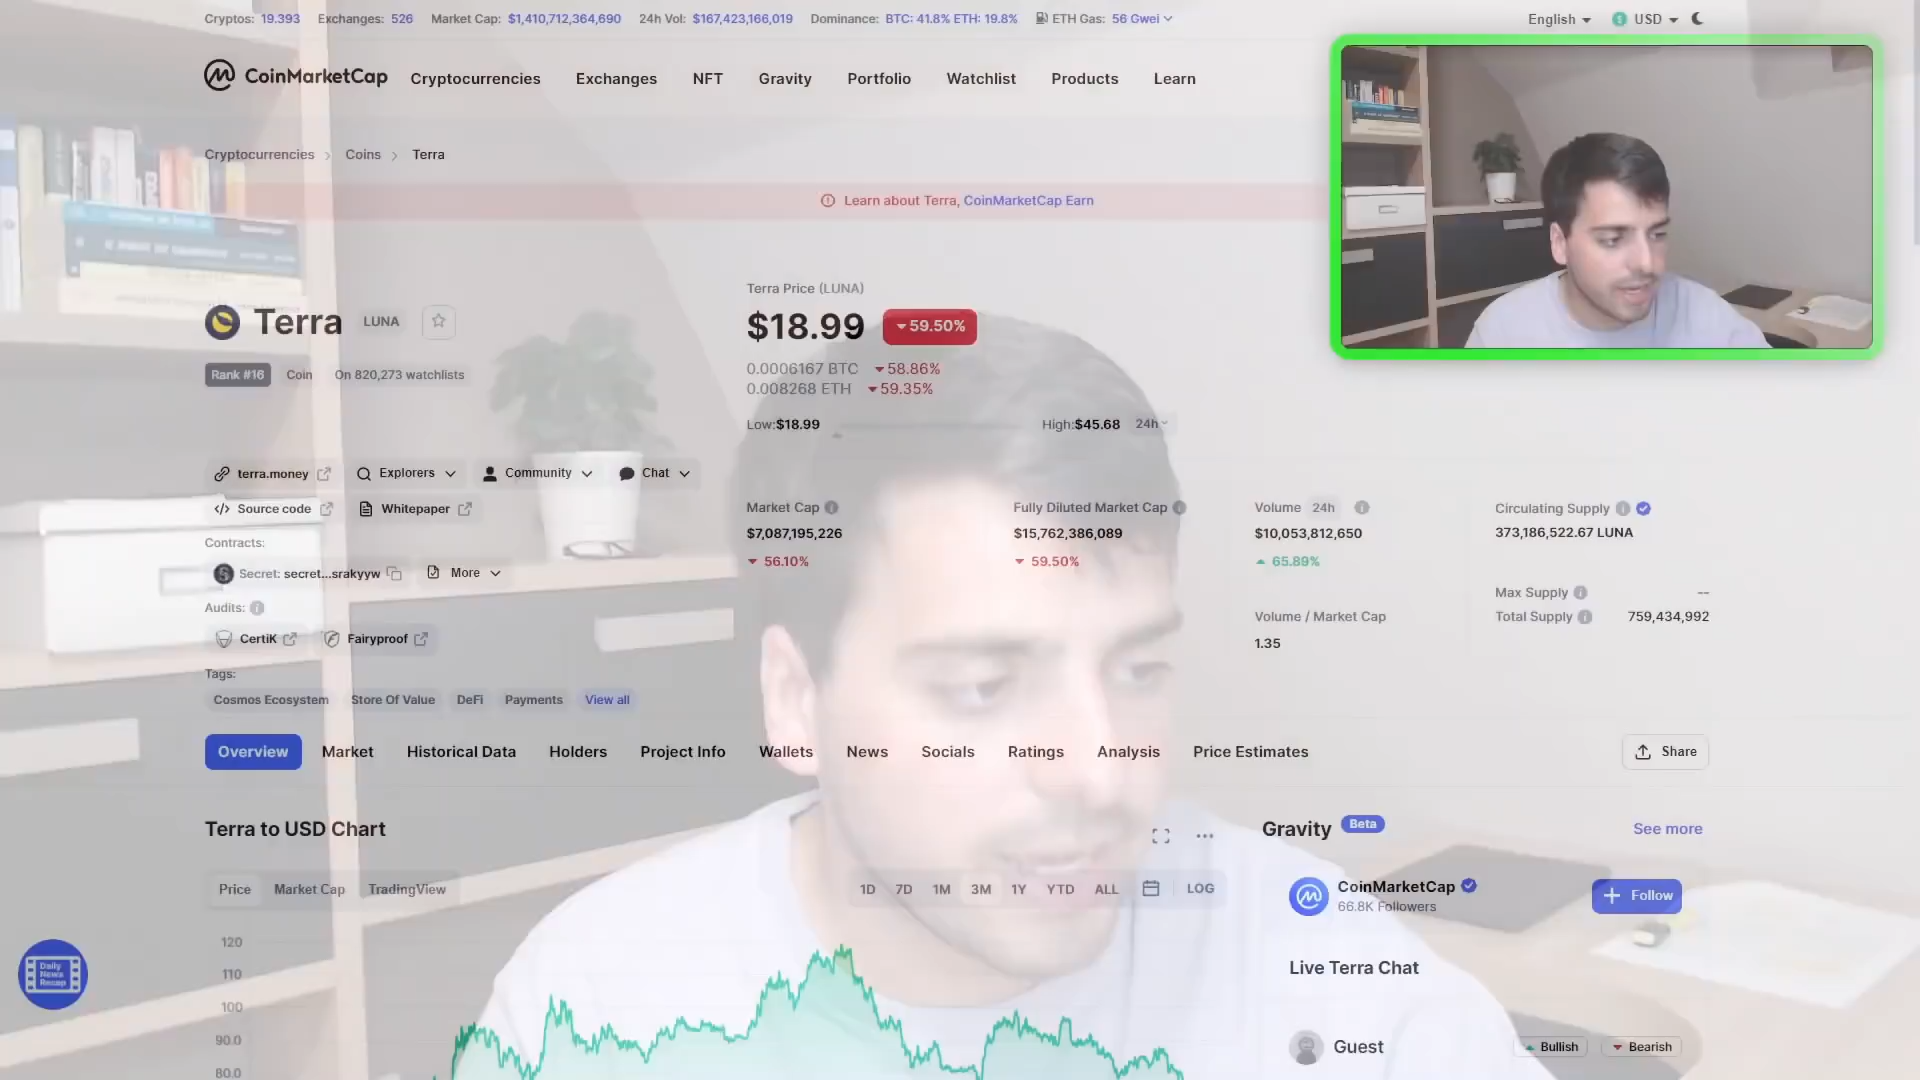 Cryptos: 19.393 Exchanges: 526 Market Cap: $1,410,712,364,690 24h Vol: $167,423,166,019 Dominance: BTC: 41.8% ETH: 19.8% ETH Gas: 56 Gwei English USD
CoinMarketCap Cryptocurrencies Exchanges NFT Gravity Portfolio Watchlist Products Learn
Cryptocurrencies Coins Terra
Learn about Terra, CoinMarketCap Earn
Terra Price (LUNA)
Terra LUNA $18.99 59.50%
Rank #16 Coin On 820,273 watchlists
0.0006167 BTC 58.86%
0.008268 ETH 59.35%
Low:$18.99 High:$45.68 24h
terra.money Explorers Community Chat
Source code Whitepaper
Market Cap Fully Diluted Market Cap Volume 24h Circulating Supply
$7,087,195,226 $15,762,386,089 $10,053,812,650 373,186,522.67 LUNA
56.10% 59.50% 65.89%
Contracts:
Secret: secret...srakyyw More
Max Supply --
Audits:
Volume / Market Cap Total Supply 759,434,992
CertiK Fairyproof 1.35
Tags:
Cosmos Ecosystem Store Of Value DeFi Payments View all
Overview Market Historical Data Holders Project Info Wallets News Socials Ratings Analysis Price Estimates Share
Terra to USD Chart Gravity Beta See more
Price Market Cap TradingView 1D 7D 1M 3M 1Y YTD ALL LOG
CoinMarketCap Follow
66.8K Followers
120
110
100
90.0
80.0
Live Terra Chat
Guest Bullish Bearish
Daily
News
Recap